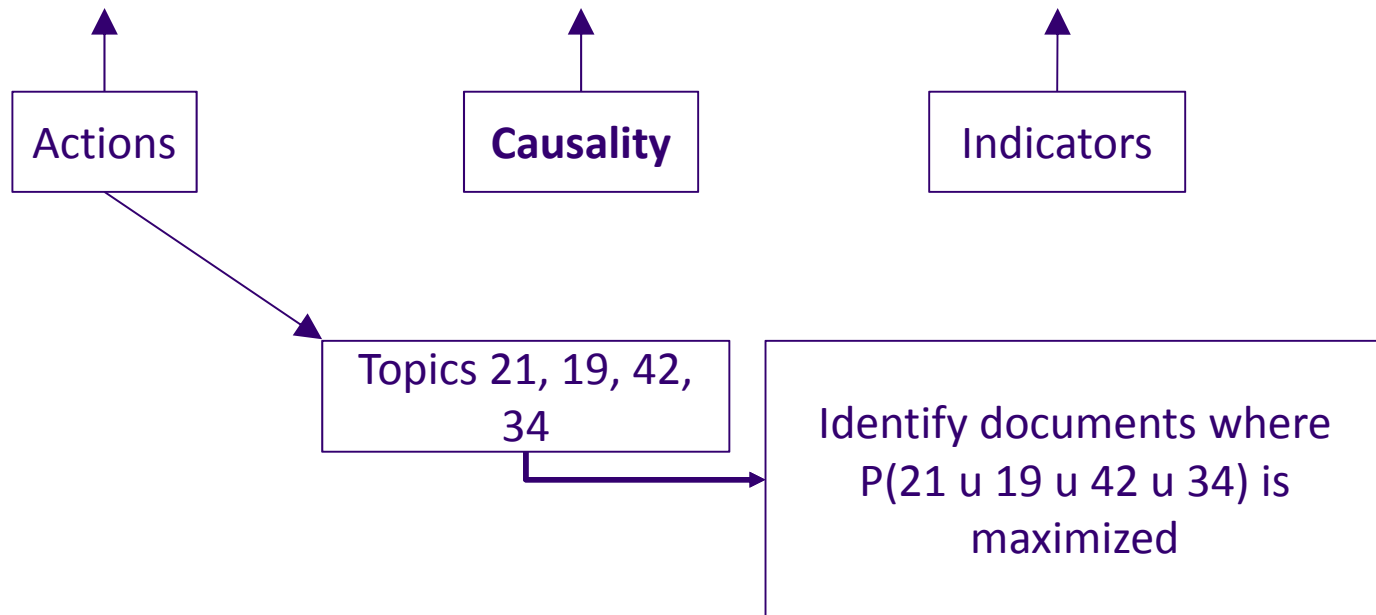 Actions
Causality
Indicators
Topics 21, 19, 42,
34
Identify documents where
P(21 u 19 u 42 u 34) is
maximized